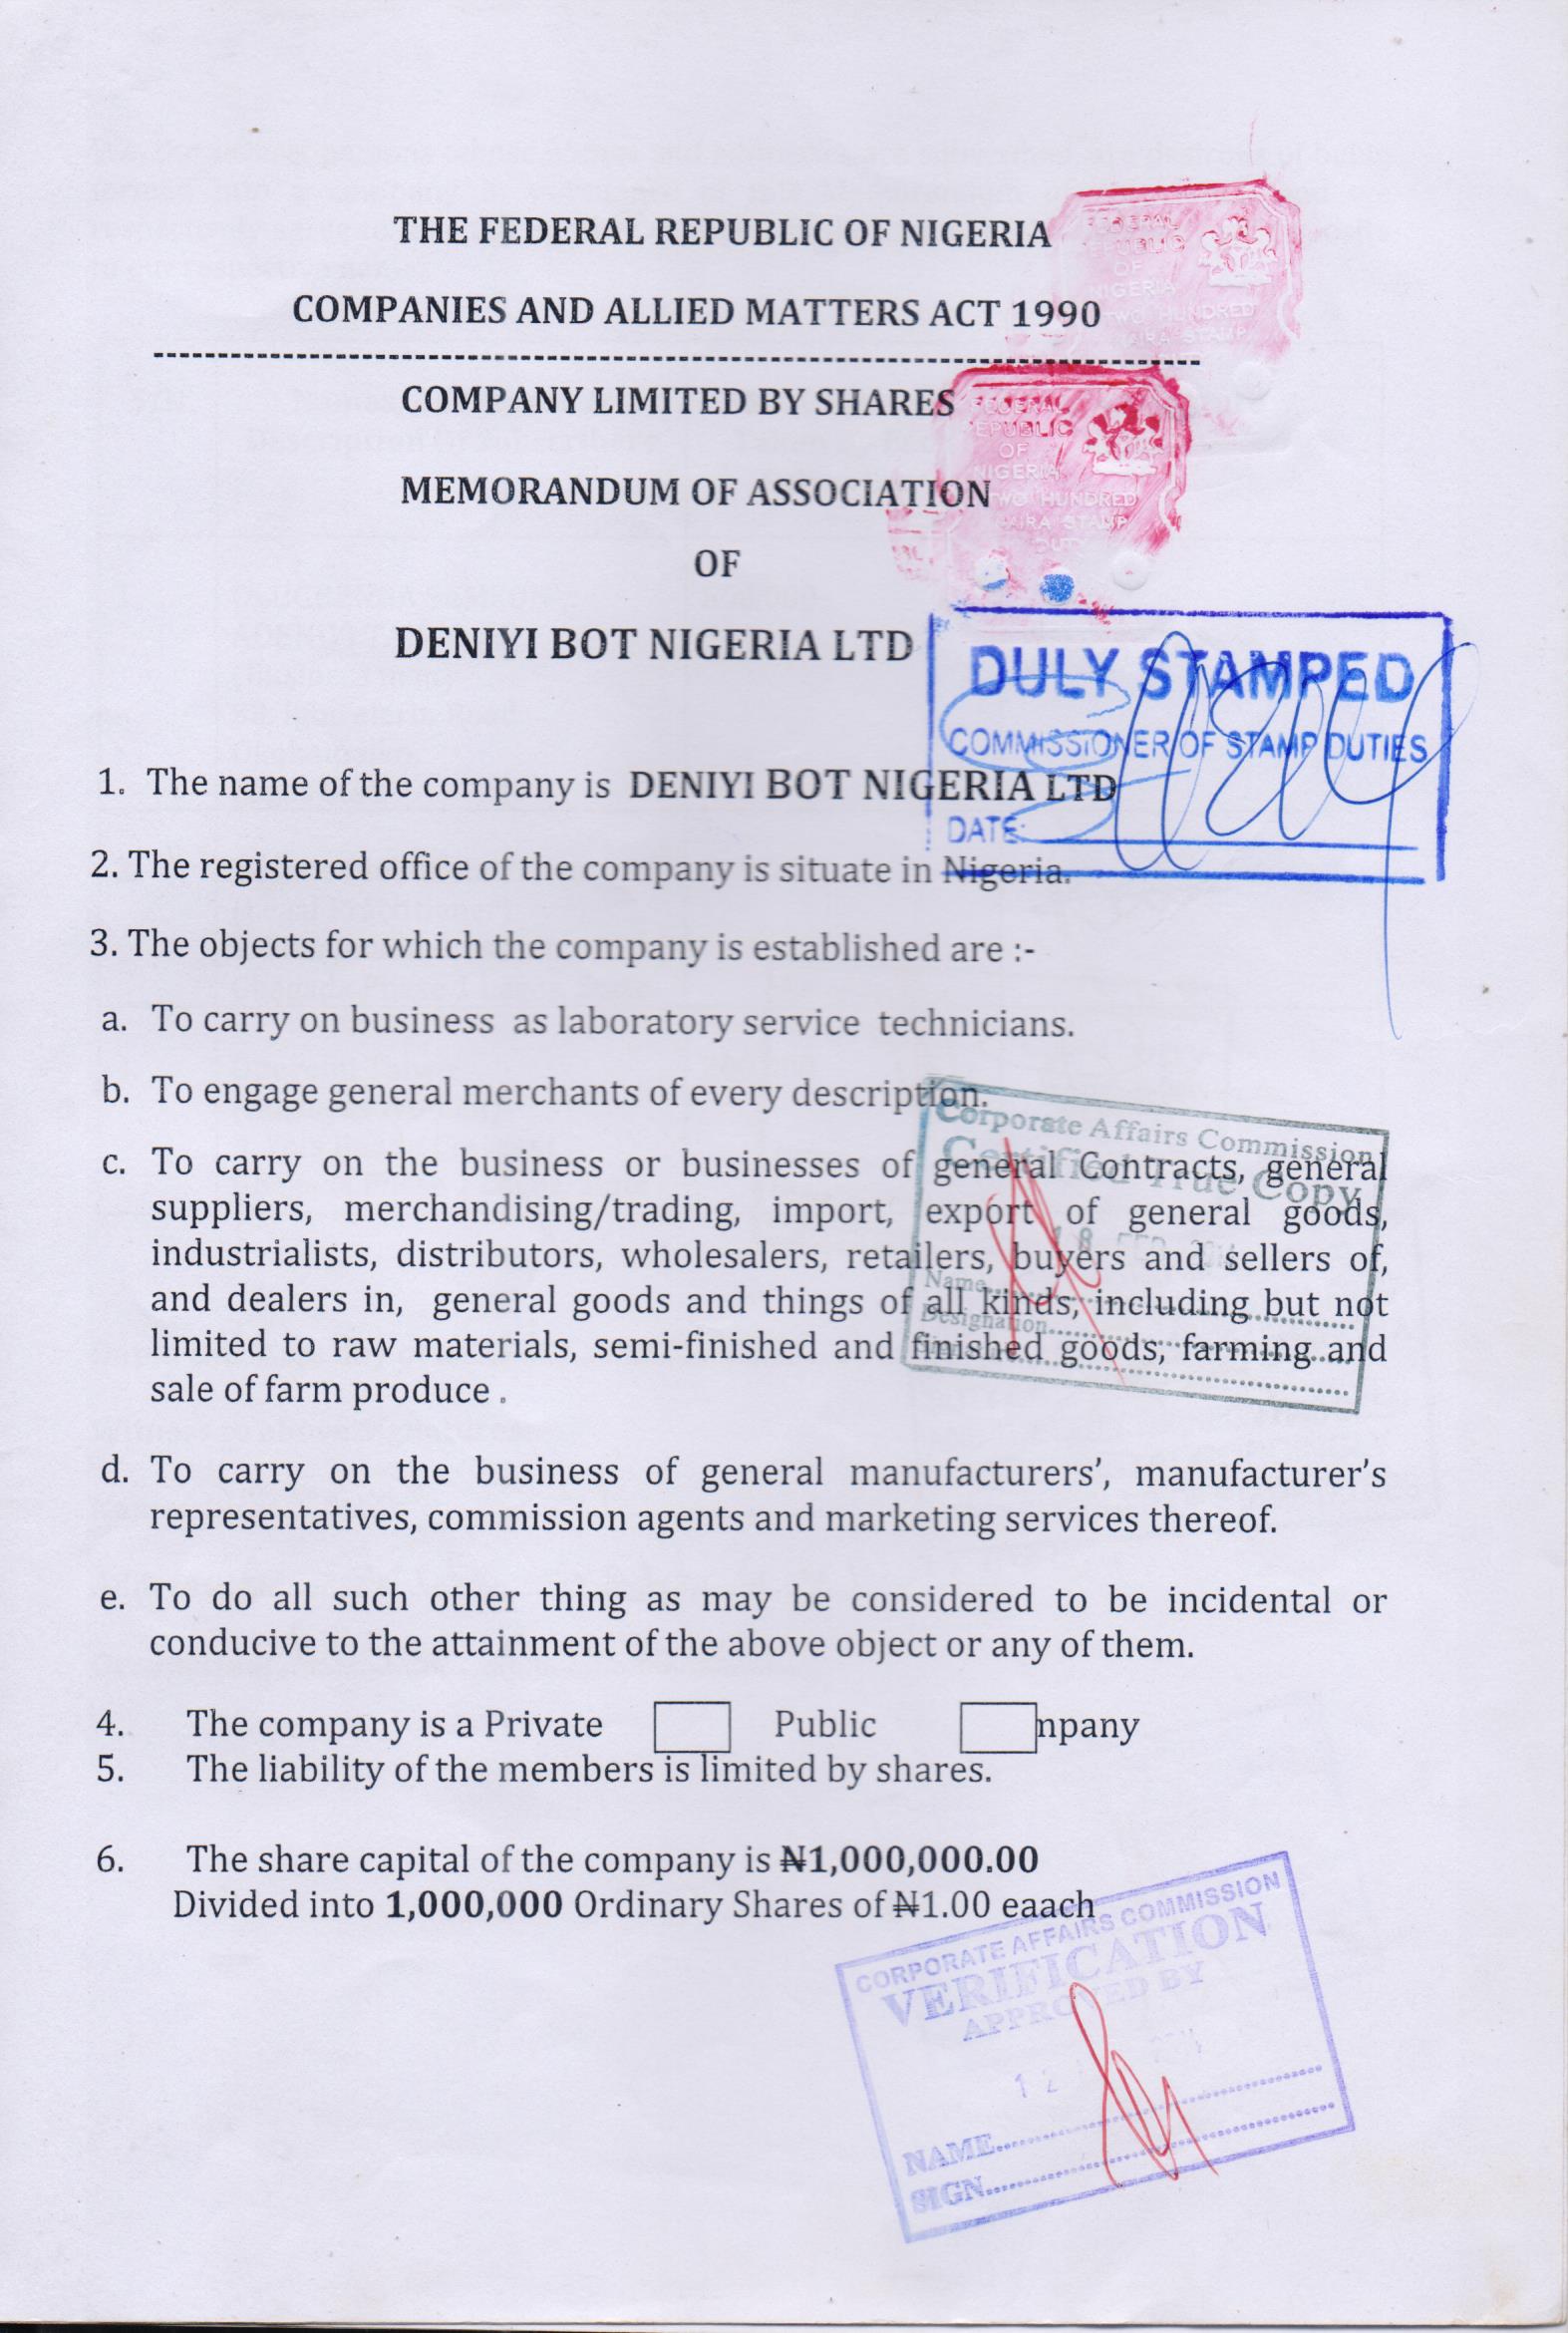 THE FEDERAL REPUBLIC OF NIGERIA
COMPANIES AND ALLIED MATTERS ACT 1990
COMPANY LIMITED BY SHARES
MEMORANDUM OF ASSOCIATION
OF
DENIYI BOT NIGERIA LTD
FEDERAL
REPUBLIC
OF
NIGERIA
TWO HUNDRED
NAIRA STAMP
FEDERAL
REPUBLIC
OF
NIGERIA
TWO HUNDRED
NAIRA STAMP
DUTY
DULY STAMPED
COMMISSIONER OF STAMP DUTIES
DATE:
1. The name of the company is DENIYI BOT NIGERIA LTD
2. The registered office of the company is situate in Nigeria.
3. The objects for which the company is established are :-
a. To carry on business as laboratory service technicians.
b. To engage general merchants of every description.
c. To carry on the business or businesses of general Contracts, general
suppliers, merchandising/trading, import, export of general goods,
industrialists, distributors, wholesalers, retailers, buyers and sellers of,
and dealers in, general goods and things of all kinds, including but not
limited to raw materials, semi-finished and finished goods, farming and
sale of farm produce .
Corporate Affairs Commission
Certified True Copy
18
Name
Designation
d. To carry on the business of general manufacturers’, manufacturer’s
representatives, commission agents and marketing services thereof.
e. To do all such other thing as may be considered to be incidental or
conducive to the attainment of the above object or any of them.
4. The company is a Private Public npany
5. The liability of the members is limited by shares.
6. The share capital of the company is ₦1,000,000.00
Divided into 1,000,000 Ordinary Shares of ₦1.00 eaach
CORPORATE AFFAIRS COMMISSION
VERIFICATION
APPROVED BY
12
NAME
SIGN